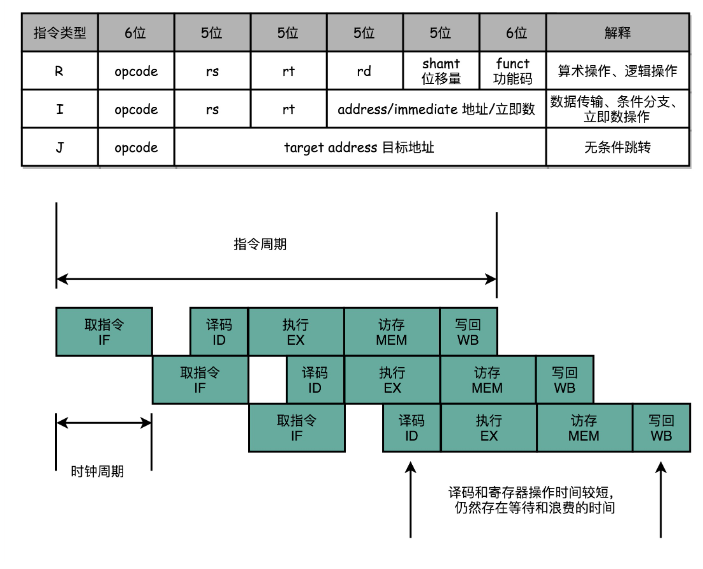 指令类型 6位 5位 5位 5位 5位 6位 解释
R opcode rs rt rd shamt 位移量 funct 功能码 算术操作、逻辑操作
I opcode rs rt address/immediate 地址/立即数 数据传输、条件分支、
立即数操作
J opcode target address 目标地址 无条件跳转
指令周期
取指令 译码 执行 访存 写回
IF ID EX MEM WB
取指令 译码 执行 访存 写回
IF ID EX MEM WB
取指令 译码 执行 访存 写回
IF ID EX MEM WB
时钟周期
译码和寄存器操作时间较短，
仍然存在等待和浪费的时间